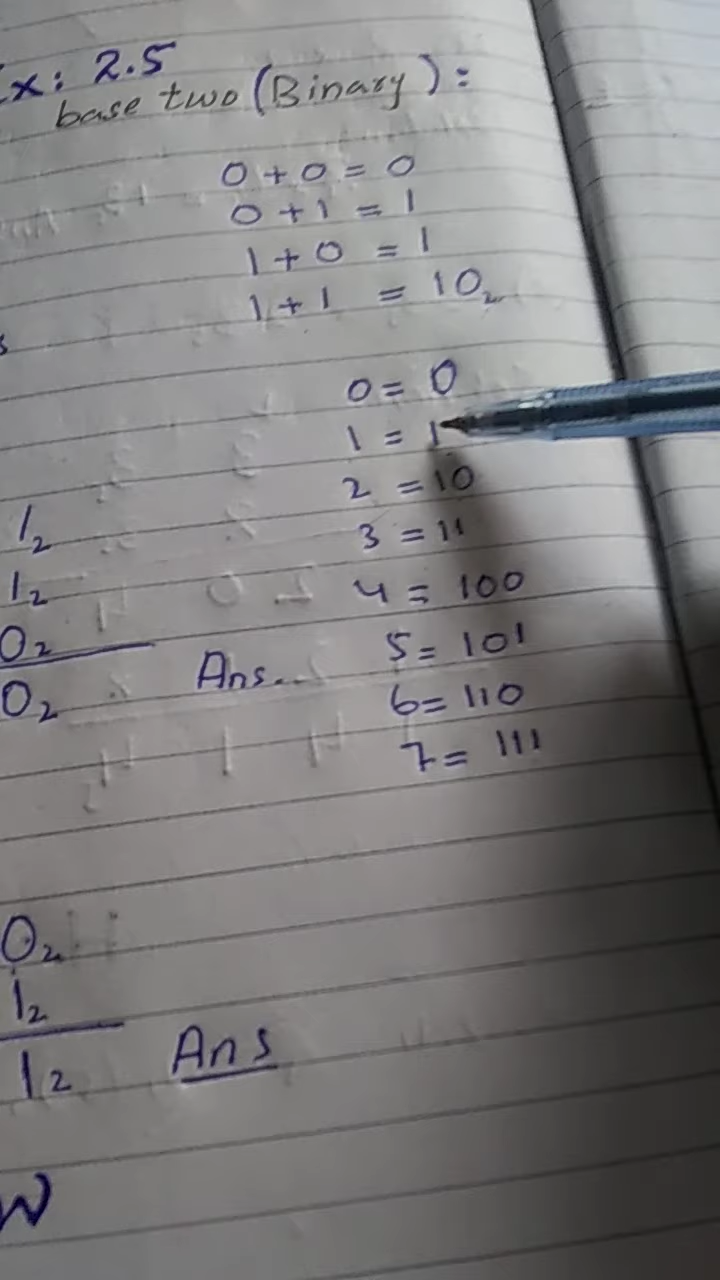 Ex: 2.5
base two (Binary):
0 + 0 = 0
0 + 1 = 1
1 + 0 = 1
1 + 1 = 10₂
s
0 = 0
1 = 1
2 = 10
3 = 11
4 = 100
5 = 101
6 = 110
7 = 111
1₂
1₂
0₂
0₂ Ans..
0₂
1₂
1₂ Ans
W